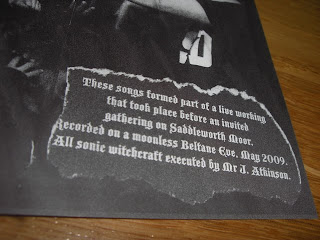 These songs formed part of a live working
that took place before an invited
gathering on Saddleworth Moor.
Recorded on a moonless Beltane Eve, May 2009.
All sonic witchcraft executed by Mr J. Atkinson.